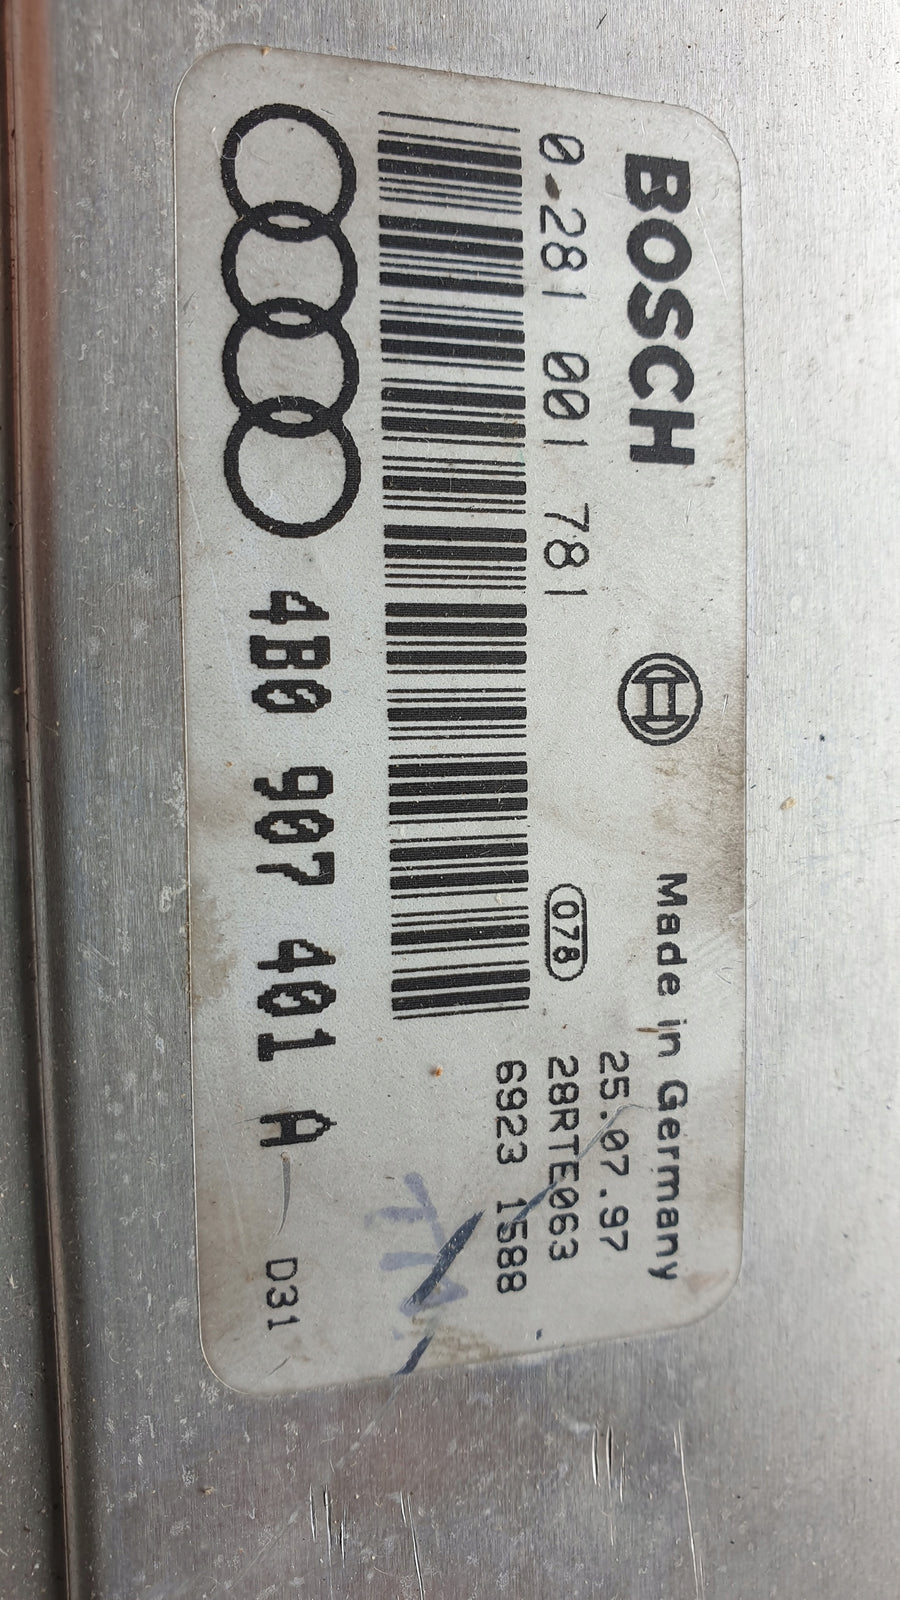 BOSCH
Made in Germany
0 281 001 781
078
25.07.97
28RTE063
6923 1588
4B0 907 401 A
D31